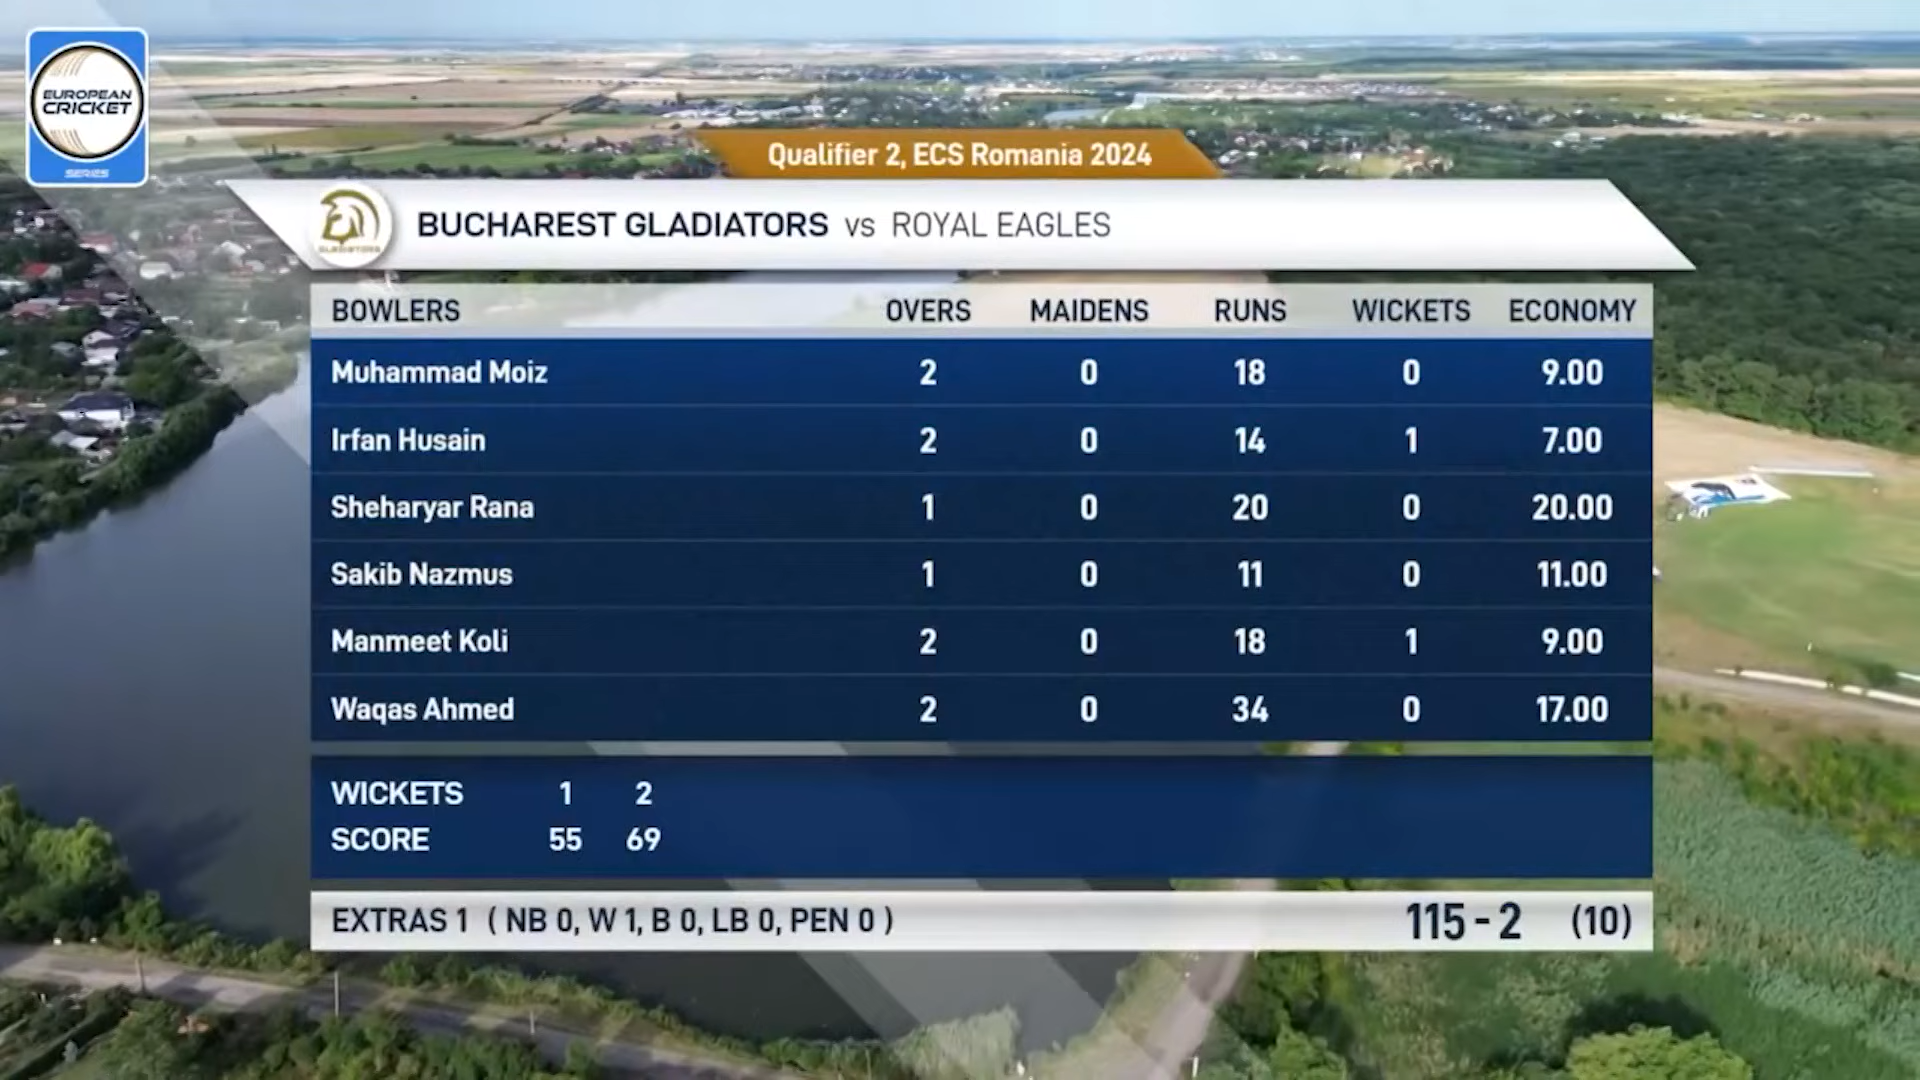 EUROPEAN
CRICKET
SERIES
Qualifier 2, ECS Romania 2024
GLADIATORS
BUCHAREST GLADIATORS vs ROYAL EAGLES
BOWLERS OVERS MAIDENS RUNS WICKETS ECONOMY
Muhammad Moiz 2 0 18 0 9.00
Irfan Husain 2 0 14 1 7.00
Sheharyar Rana 1 0 20 0 20.00
Sakib Nazmus 1 0 11 0 11.00
Manmeet Koli 2 0 18 1 9.00
Waqas Ahmed 2 0 34 0 17.00
WICKETS 1 2
SCORE 55 69
EXTRAS 1 ( NB 0, W 1, B 0, LB 0, PEN 0 ) 115 - 2 (10)